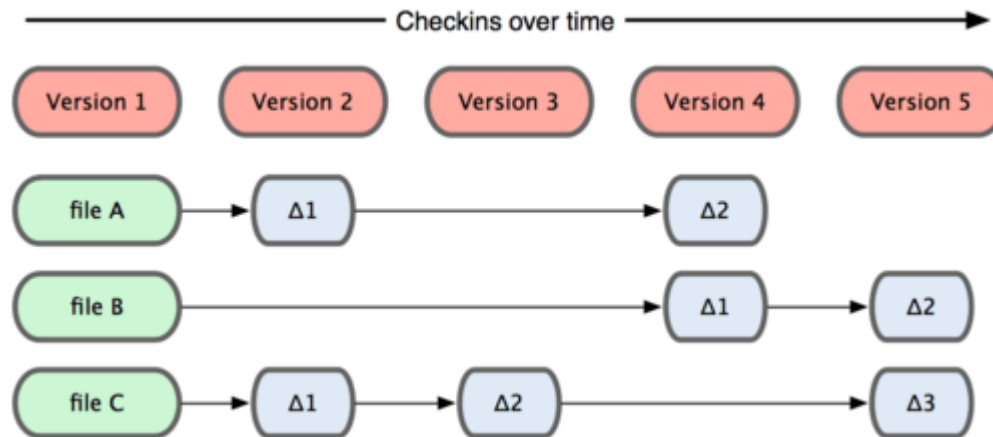 Checkins over time
Version 1 Version 2 Version 3 Version 4 Version 5
file A Δ1 Δ2
file B Δ1 Δ2
file C Δ1 Δ2 Δ3